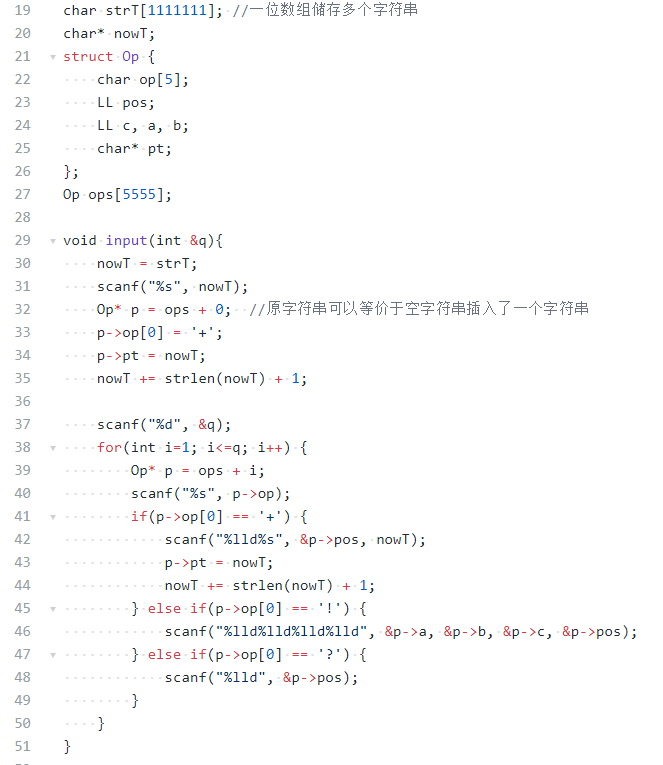 19 char strT[1111111]; //一位数组储存多个字符串
20 char* nowT;
21 struct Op {
22 ····char op[5];
23 ····LL pos;
24 ····LL c, a, b;
25 ····char* pt;
26 };
27 Op ops[5555];
28
29 void input(int &q){
30 ····nowT = strT;
31 ····scanf("%s", nowT);
32 ····Op* p = ops + 0; //原字符串可以等价于空字符串插入了一个字符串
33 ····p->op[0] = '+';
34 ····p->pt = nowT;
35 ····nowT += strlen(nowT) + 1;
36
37 ····scanf("%d", &q);
38 ····for(int i=1; i<=q; i++) {
39 ········Op* p = ops + i;
40 ········scanf("%s", p->op);
41 ········if(p->op[0] == '+') {
42 ············scanf("%lld%s", &p->pos, nowT);
43 ············p->pt = nowT;
44 ············nowT += strlen(nowT) + 1;
45 ········} else if(p->op[0] == '!') {
46 ············scanf("%lld%lld%lld%lld", &p->a, &p->b, &p->c, &p->pos);
47 ········} else if(p->op[0] == '?') {
48 ············scanf("%lld", &p->pos);
49 ········}
50 ····}
51 }